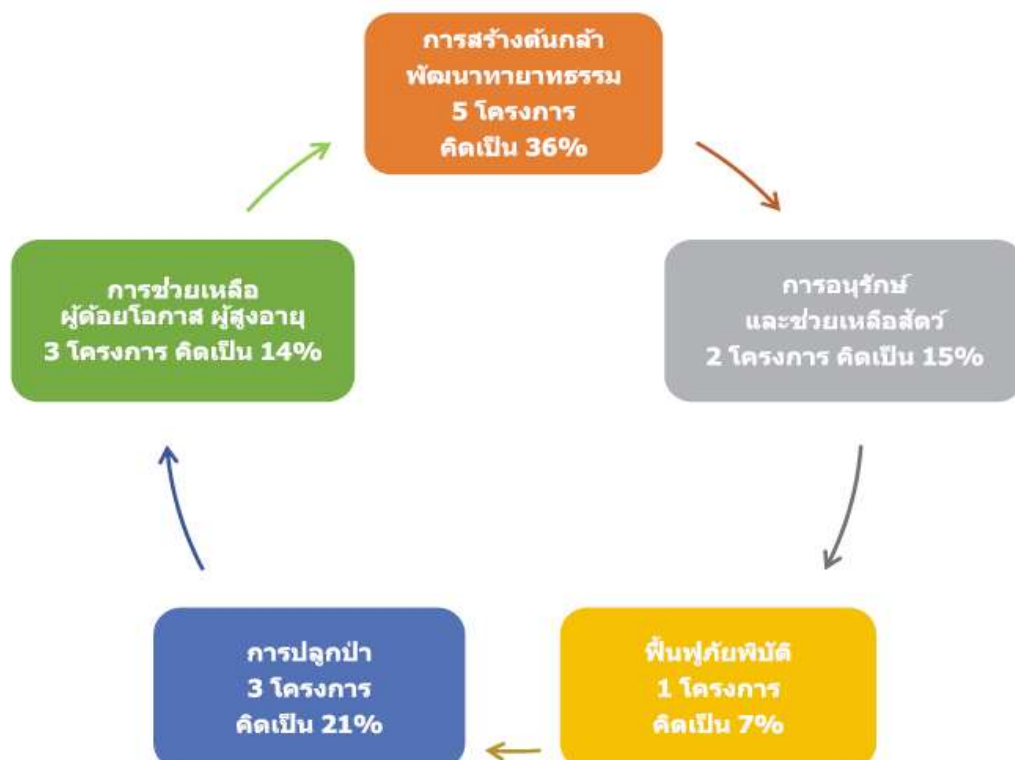 การสร้างต้นกล้า
พัฒนาทายาทธรรม
5 โครงการ
คิดเป็น 36%
การอนุรักษ์
และช่วยเหลือสัตว์
2 โครงการ คิดเป็น 15%
ฟื้นฟูภัยพิบัติ
1 โครงการ
คิดเป็น 7%
การปลูกป่า
3 โครงการ
คิดเป็น 21%
การช่วยเหลือ
ผู้ด้อยโอกาส ผู้สูงอายุ
3 โครงการ คิดเป็น 14%